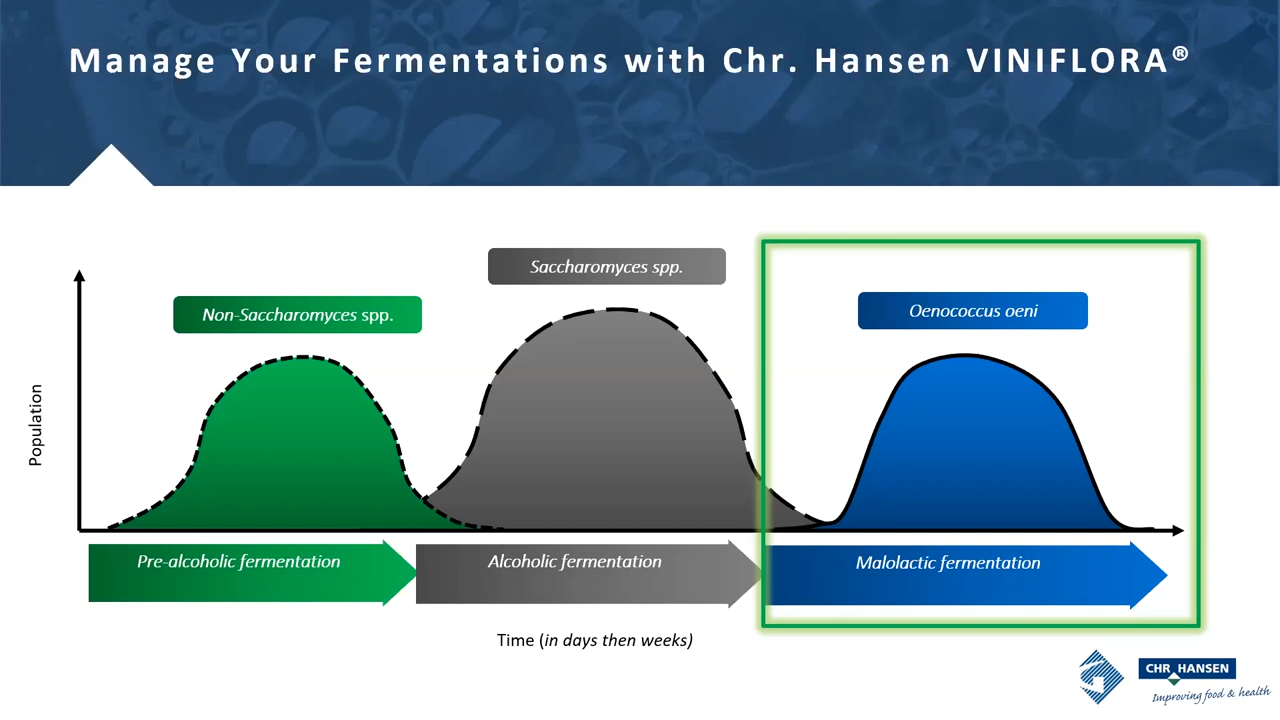 Manage Your Fermentations with Chr. Hansen VINIFLORA®
Saccharomyces spp.
Non-Saccharomyces spp.
Oenococcus oeni
Population
Pre-alcoholic fermentation
Alcoholic fermentation
Malolactic fermentation
Time (in days then weeks)
CHR HANSEN
Improving food & health